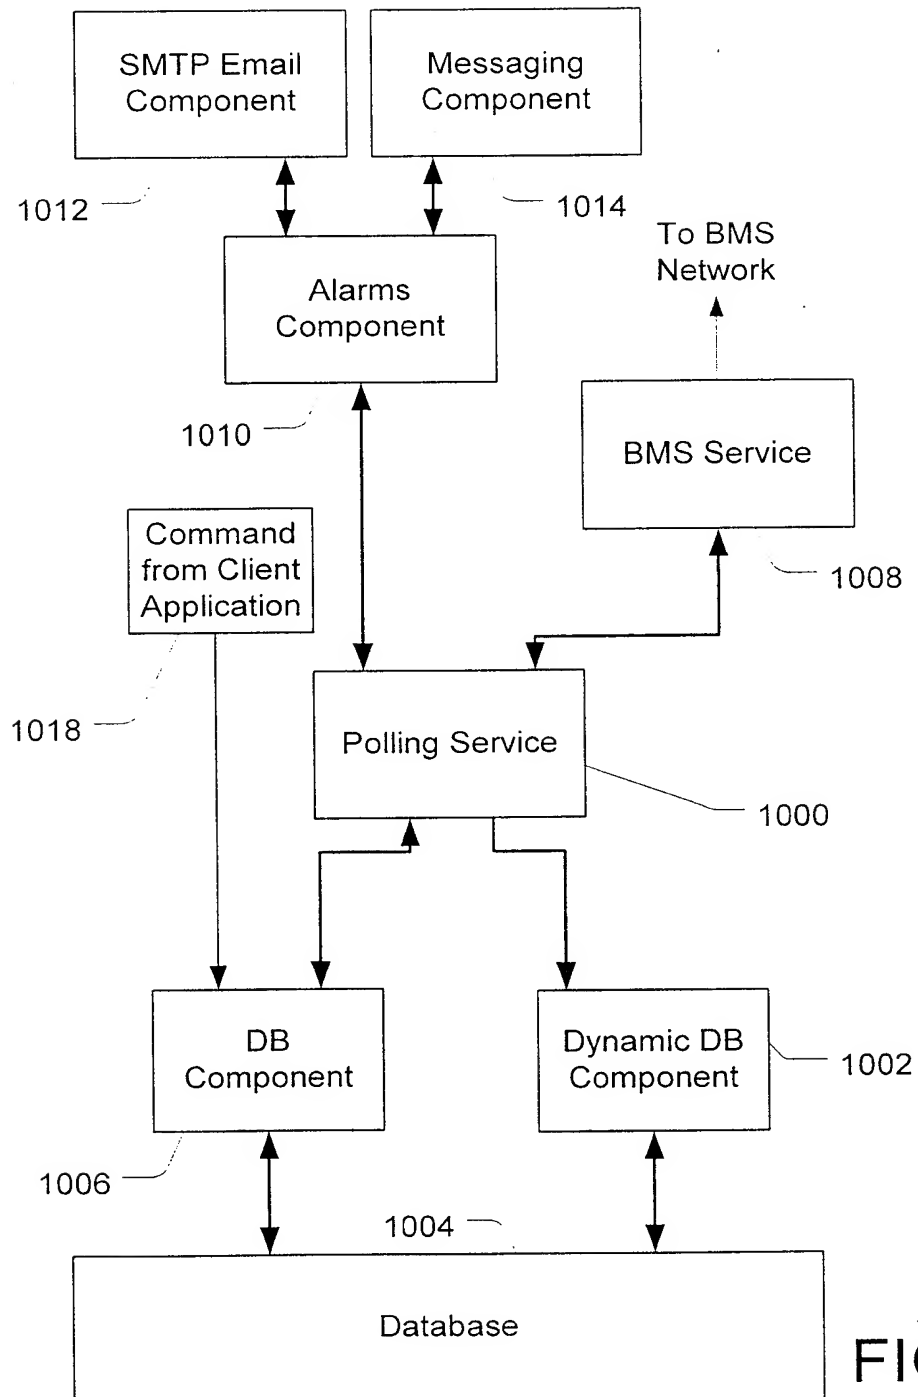 SMTP Email
Component
Messaging
Component
1012
1014
To BMS
Network
Alarms
Component
1010
BMS Service
1008
Command
from Client
Application
1018
Polling Service
1000
DB
Component
Dynamic DB
Component
1002
1006
1004
Database